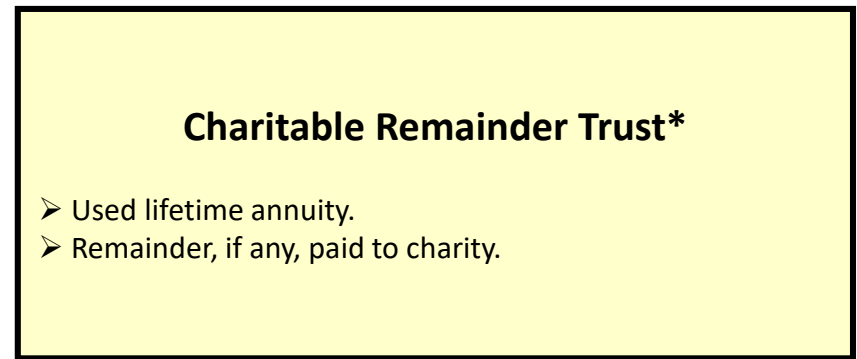 Charitable Remainder Trust*
➢ Used lifetime annuity.
➢ Remainder, if any, paid to charity.